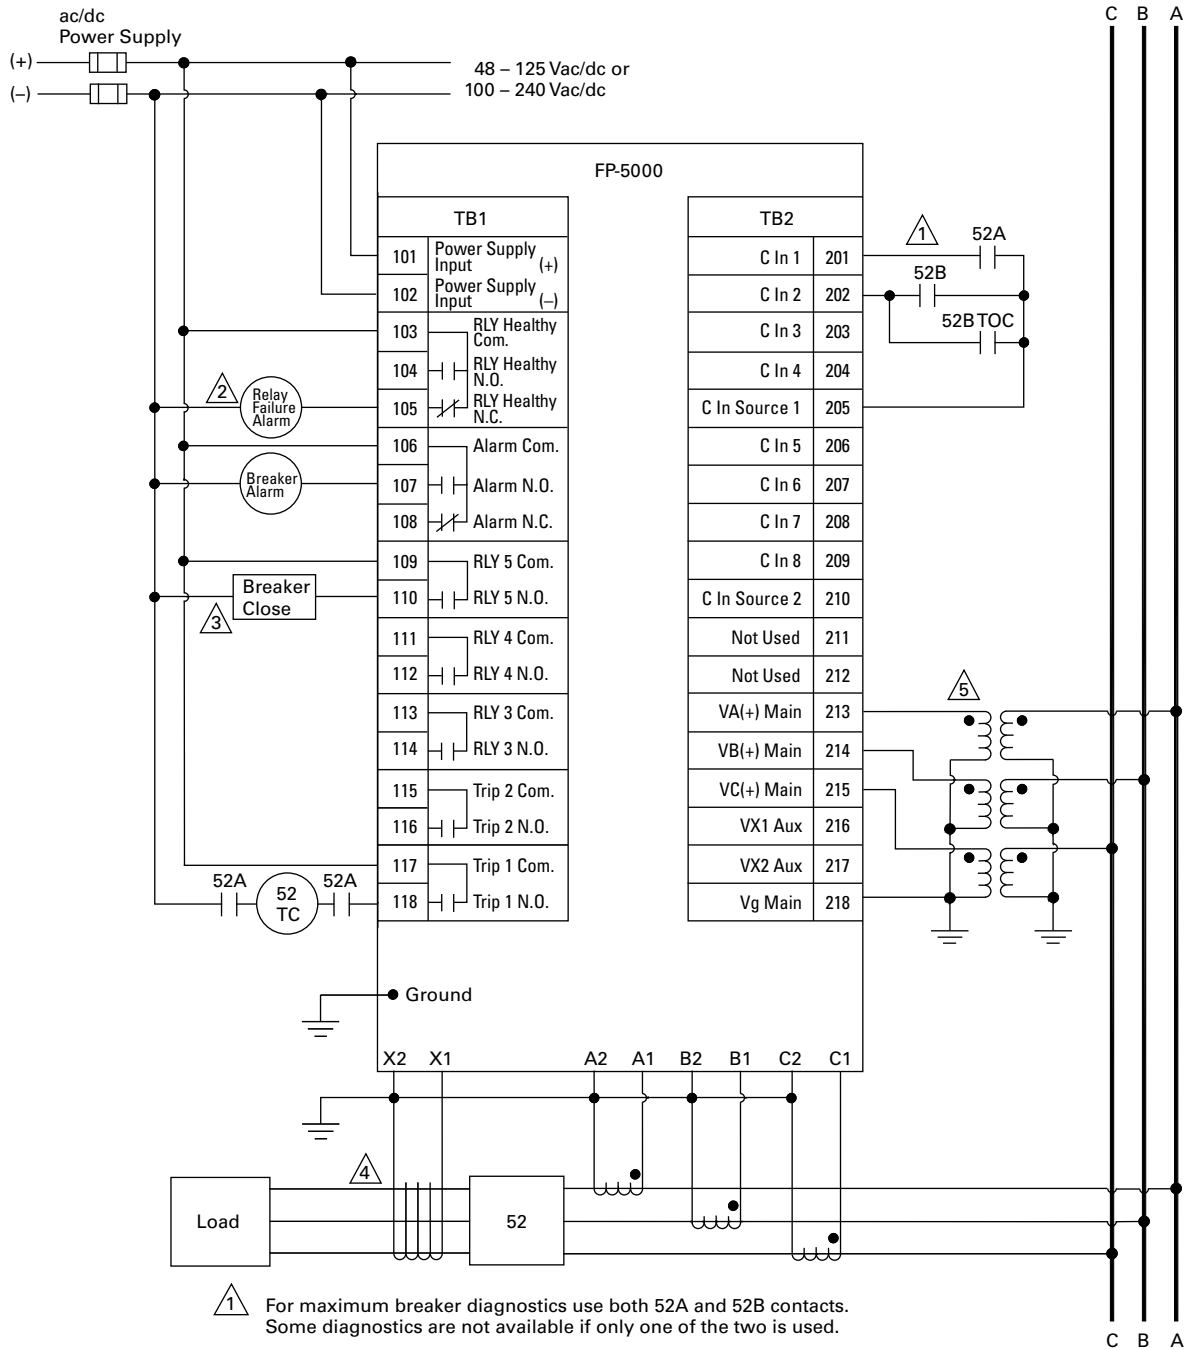 ac/dc
Power Supply
(+)
(–)
48 – 125 Vac/dc or
100 – 240 Vac/dc
C B A
FP-5000
TB1
101 Power Supply Input (+)
102 Power Supply Input (–)
103 RLY Healthy Com.
104 RLY Healthy N.O.
105 RLY Healthy N.C.
106 Alarm Com.
107 Alarm N.O.
108 Alarm N.C.
109 RLY 5 Com.
110 RLY 5 N.O.
111 RLY 4 Com.
112 RLY 4 N.O.
113 RLY 3 Com.
114 RLY 3 N.O.
115 Trip 2 Com.
116 Trip 2 N.O.
117 Trip 1 Com.
118 Trip 1 N.O.
2
Relay
Failure
Alarm
Breaker
Alarm
Breaker
Close
3
52A
52
TC
52A
TB2
C In 1 201
C In 2 202
C In 3 203
C In 4 204
C In Source 1 205
C In 5 206
C In 6 207
C In 7 208
C In 8 209
C In Source 2 210
Not Used 211
Not Used 212
VA(+) Main 213
VB(+) Main 214
VC(+) Main 215
VX1 Aux 216
VX2 Aux 217
Vg Main 218
1
52A
52B
52B TOC
5
Ground
X2 X1 A2 A1 B2 B1 C2 C1
4
Load
52
1 For maximum breaker diagnostics use both 52A and 52B contacts.
Some diagnostics are not available if only one of the two is used.
C B A